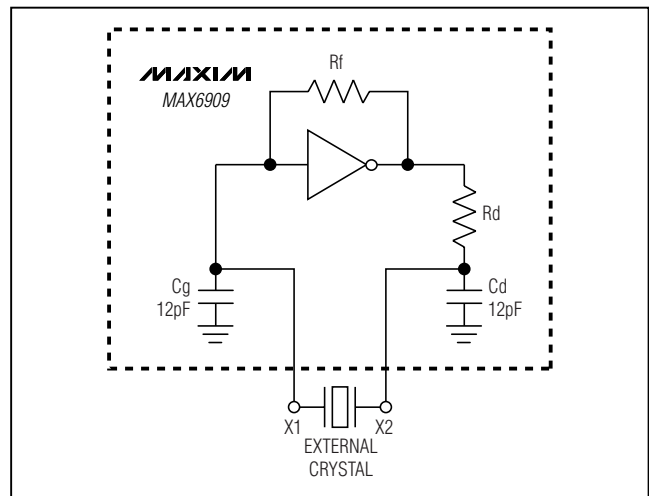 MAXIM
MAX6909
Rf
Rd
Cg
12pF
Cd
12pF
X1
X2
EXTERNAL
CRYSTAL